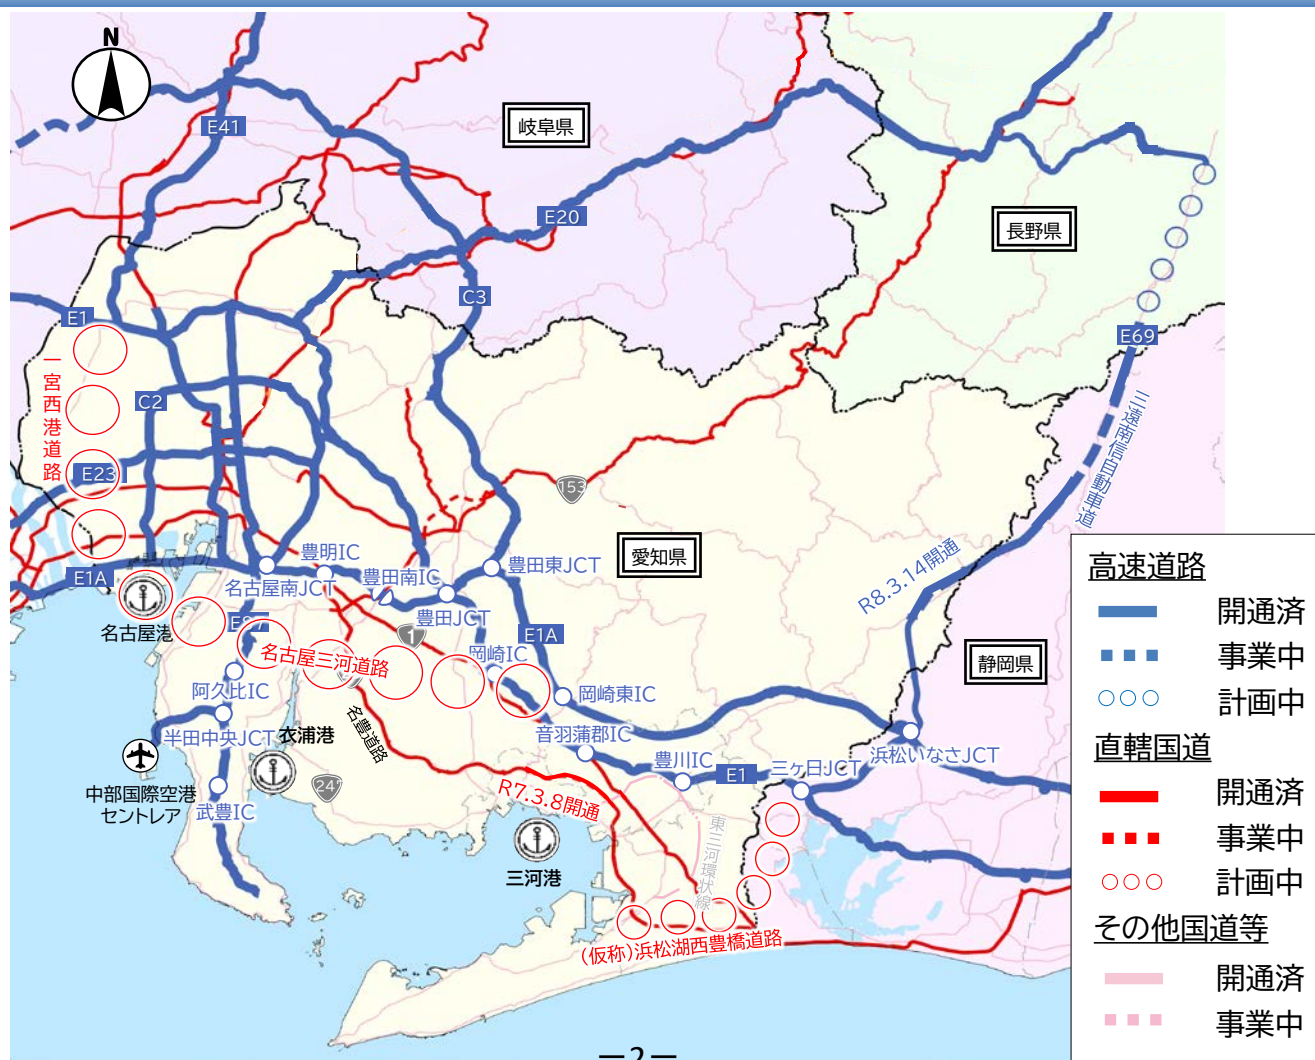 N
岐阜県
E41
E20
長野県
C3
E1
E69
一宮西港道路
C2
三遠南信自動車道
E23
153
愛知県
豊明IC
豊田東JCT
E1A
名古屋南JCT
豊田南IC
豊田JCT
R8.3.14開通
名古屋港
1
E1A
名古屋三河道路
岡崎IC
静岡県
阿久比IC
岡崎東IC
名豊道路
半田中央JCT
衣浦港
音羽蒲郡IC
豊川IC
E1
三ヶ日JCT
浜松いなさJCT
中部国際空港
セントレア
武豊IC
R7.3.8開通
東三河環状線
三河港
(仮称)浜松湖西豊橋道路
高速道路
開通済
事業中
計画中
直轄国道
開通済
事業中
計画中
その他国道等
開通済
事業中
ー2ー